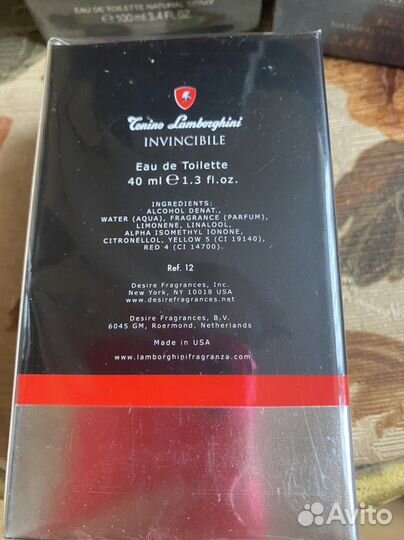 EAU DE TOILETTE NATURAL SPRAY
℮ 100 ml 3.4 FL.OZ.
Tonino Lamborghini
INVINCIBILE
Eau de Toilette
40 ml ℮ 1.3 fl.oz.
INGREDIENTS:
ALCOHOL DENAT.,
WATER (AQUA), FRAGRANCE (PARFUM),
LIMONENE, LINALOOL,
ALPHA ISOMETHYL IONONE,
CITRONELLOL, YELLOW 5 (CI 19140),
RED 4 (CI 14700).
Ref. 12
Desire Fragrances, Inc.
New York, NY 10018 USA
www.desirefragrances.net
Desire Fragrances, B.V.
6045 GM, Roermond, Netherlands
Made in USA
www.lamborghinifragranza.com
Avito